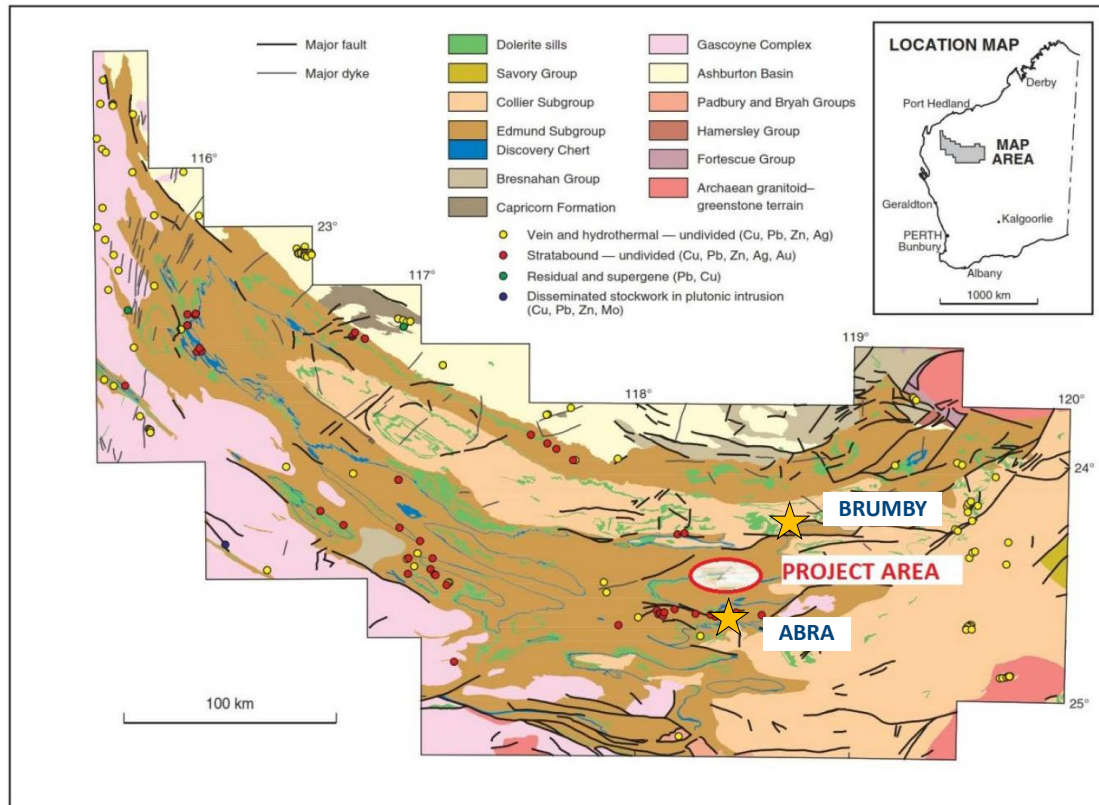 Major fault
Major dyke
Dolerite sills
Savory Group
Collier Subgroup
Edmund Subgroup
Discovery Chert
Bresnahan Group
Capricorn Formation
Gascoyne Complex
Ashburton Basin
Padbury and Bryah Groups
Hamersley Group
Fortescue Group
Archaean granitoid–
greenstone terrain
Vein and hydrothermal — undivided (Cu, Pb, Zn, Ag)
Stratabound — undivided (Cu, Pb, Zn, Ag, Au)
Residual and supergene (Pb, Cu)
Disseminated stockwork in plutonic intrusion
(Cu, Pb, Zn, Mo)
LOCATION MAP
Derby
Port Hedland
MAP
AREA
Geraldton
Kalgoorlie
PERTH
Bunbury
Albany
1000 km
116°
23°
117°
118°
119°
120°
24°
BRUMBY
PROJECT AREA
ABRA
25°
100 km